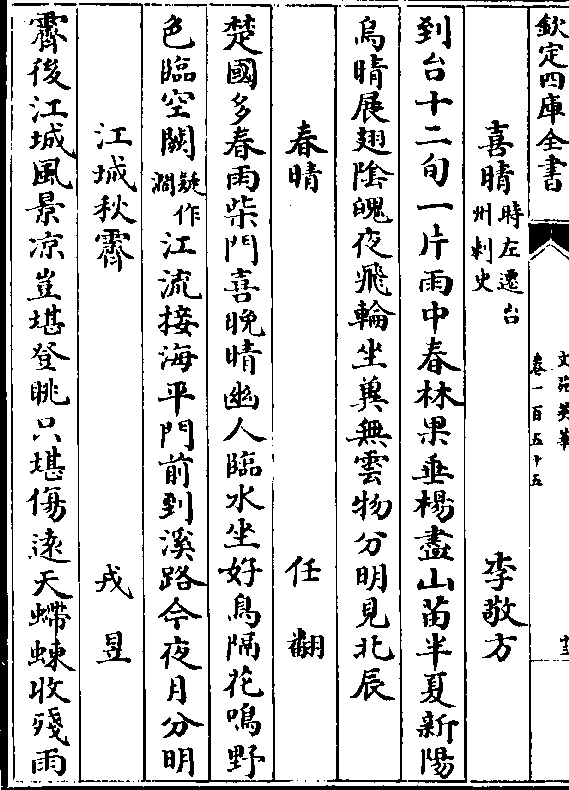 欽定四庫全書
文苑英華
卷一百五十五
喜晴 時左遷台州刺史 李敬方
到台十二旬一片雨中春林果垂楊盡山苗半夏新陽
烏晴展翅陰魄夜飛輪坐冀無雲物分明見北辰
春晴 任翻
楚國多春雨柴門喜晚晴幽人臨水坐好鳥隔花鳴野
色臨空闕疑作濶江流接海平門前到溪路今夜月分明
江城秋霽 戎昱
霽後江城風景凉豈堪登眺只堪傷遠天螮蝀收殘雨